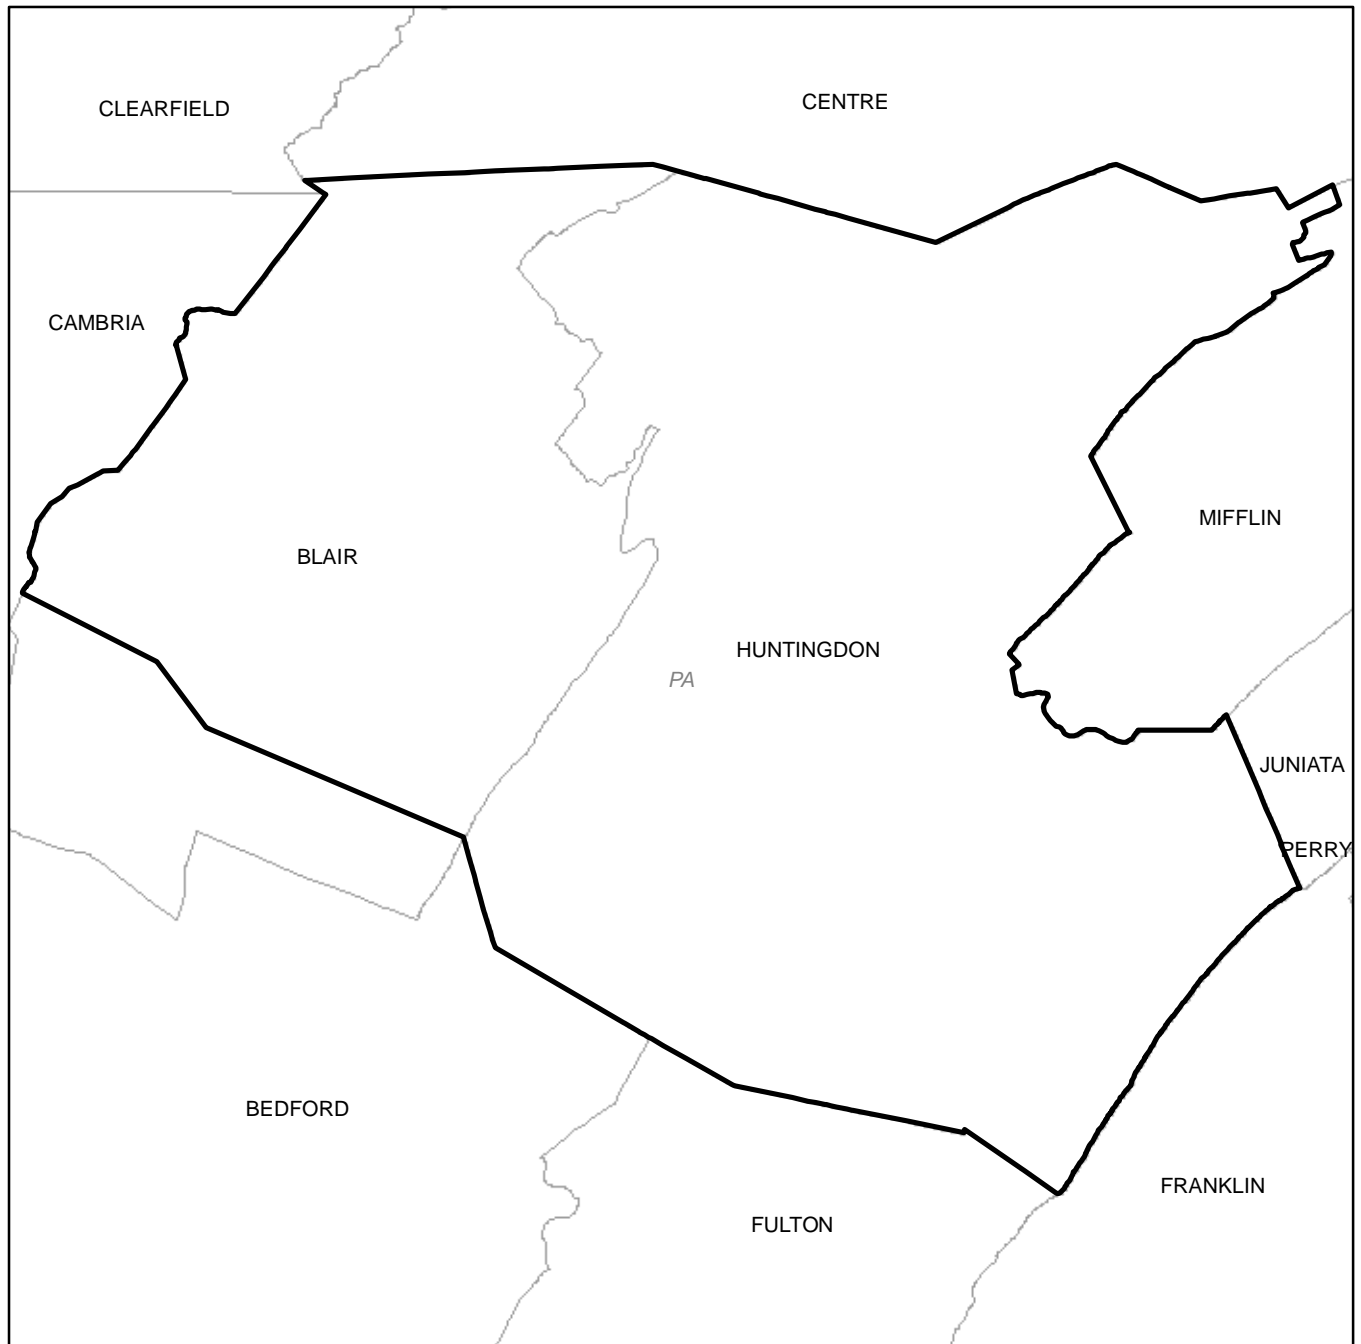 CENTRE
CLEARFIELD
CAMBRIA
MIFFLIN
BLAIR
HUNTINGDON
PA
JUNIATA
PERRY
BEDFORD
FRANKLIN
FULTON